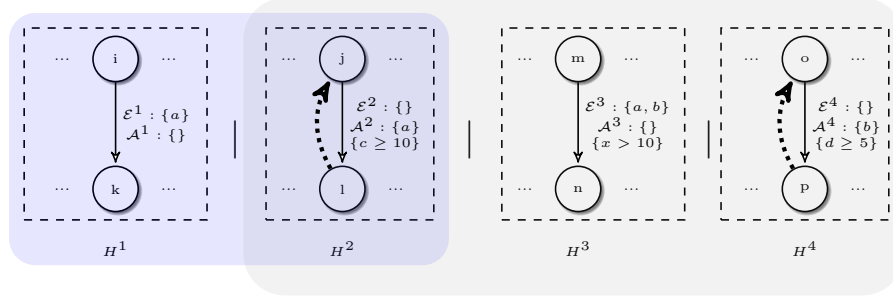 ... i ...
ℰ¹ : {a}
𝒜¹ : {}
... k ...
H¹
... j ...
ℰ² : {}
𝒜² : {a}
{c ≥ 10}
... l ...
H²
... m ...
ℰ³ : {a, b}
𝒜³ : {}
{x > 10}
... n ...
H³
... o ...
ℰ⁴ : {}
𝒜⁴ : {b}
{d ≥ 5}
... p ...
H⁴